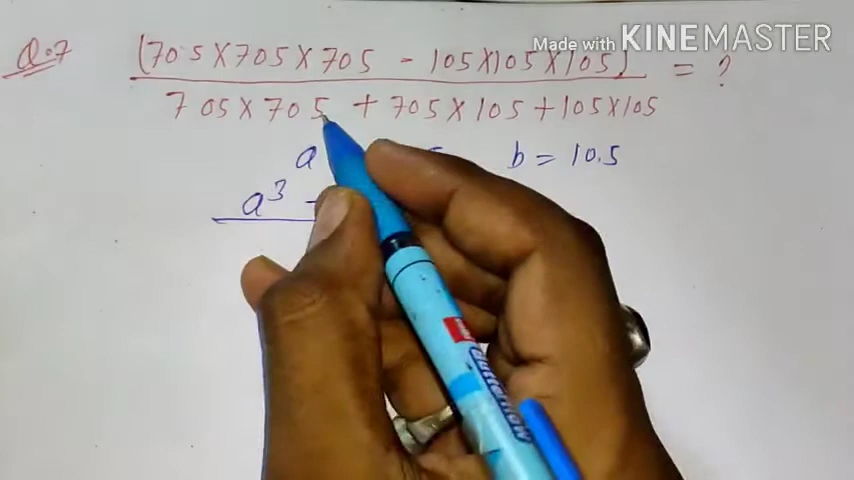 Made with KINEMASTER
Q.7 (705×705×705 - 105×105×105) = ?
705×705 + 705×105+105×105
a b = 10.5
a³ -